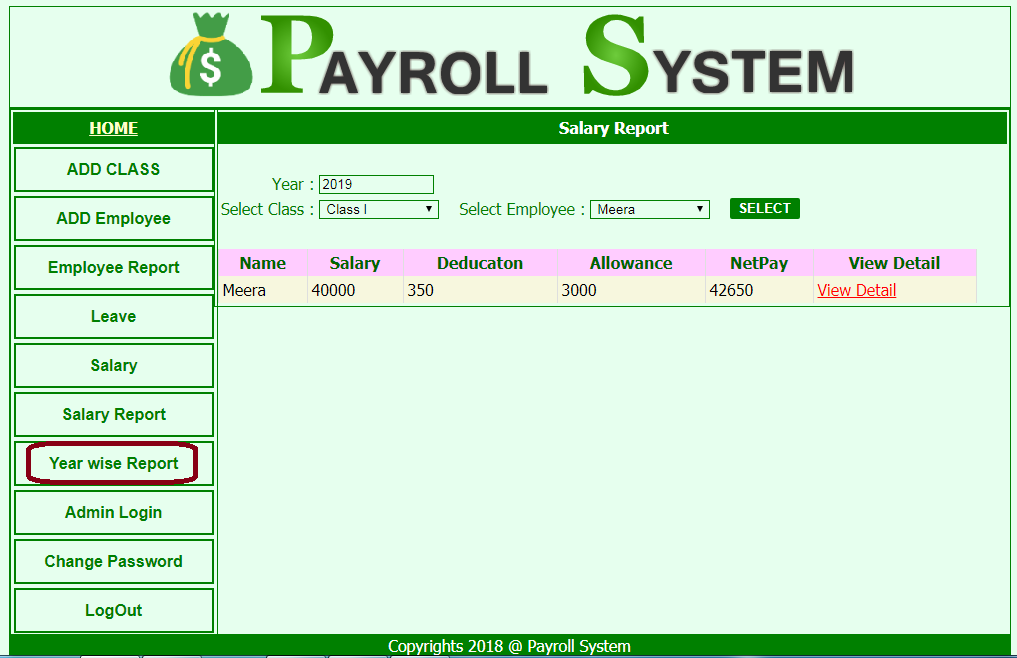 $ PAYROLL SYSTEM
HOME
Salary Report
ADD CLASS
ADD Employee
Employee Report
Leave
Salary
Salary Report
Year wise Report
Admin Login
Change Password
LogOut
Year : 2019
Select Class : Class I Select Employee : Meera SELECT
Name Salary Deducaton Allowance NetPay View Detail
Meera 40000 350 3000 42650 View Detail
Copyrights 2018 @ Payroll System